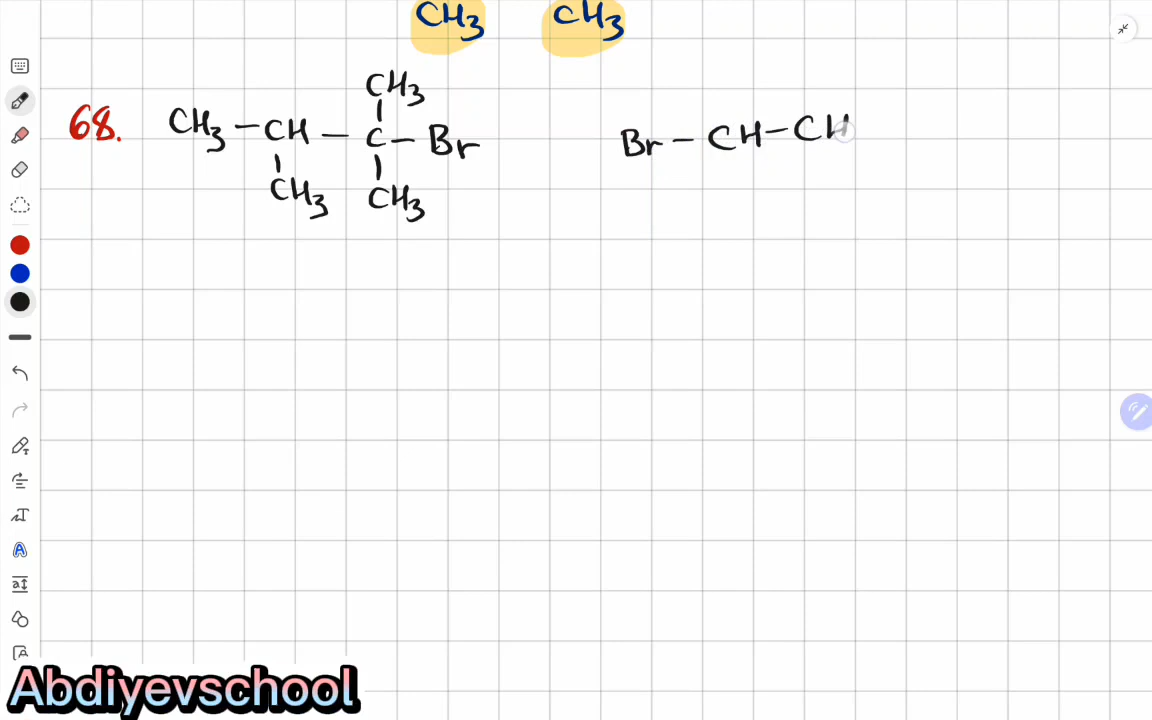 CH3 CH3
CH3
68. CH3 – CH – C – Br Br – CH – CH
CH3 CH3
Abdiyevschool